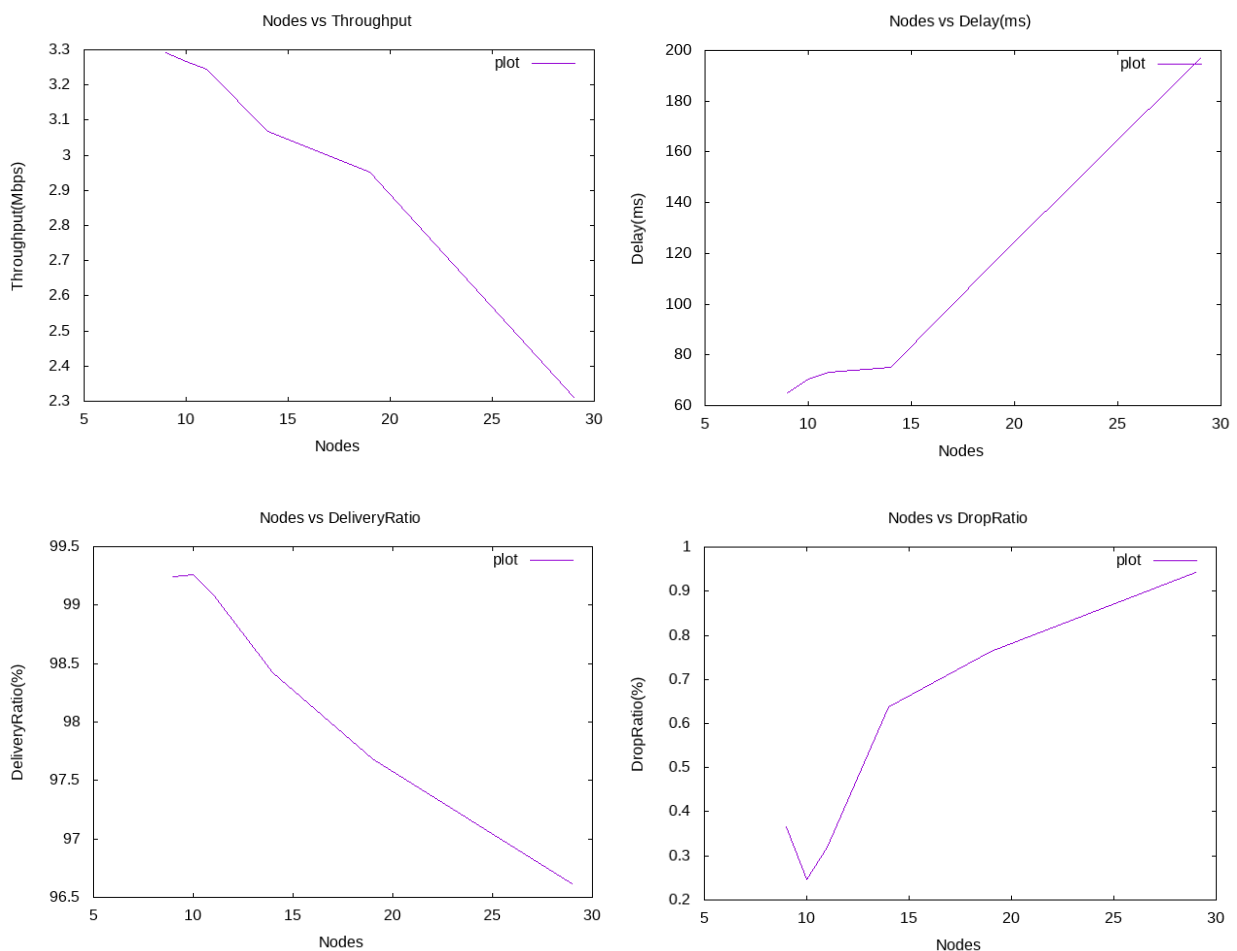 Nodes vs Throughput
plot
3.3
3.2
3.1
3
2.9
2.8
2.7
2.6
2.5
2.4
2.3
Throughput(Mbps)
5 10 15 20 25 30
Nodes
Nodes vs Delay(ms)
plot
200
180
160
140
120
100
80
60
Delay(ms)
5 10 15 20 25 30
Nodes
Nodes vs DeliveryRatio
plot
99.5
99
98.5
98
97.5
97
96.5
DeliveryRatio(%)
5 10 15 20 25 30
Nodes
Nodes vs DropRatio
plot
1
0.9
0.8
0.7
0.6
0.5
0.4
0.3
0.2
DropRatio(%)
5 10 15 20 25 30
Nodes